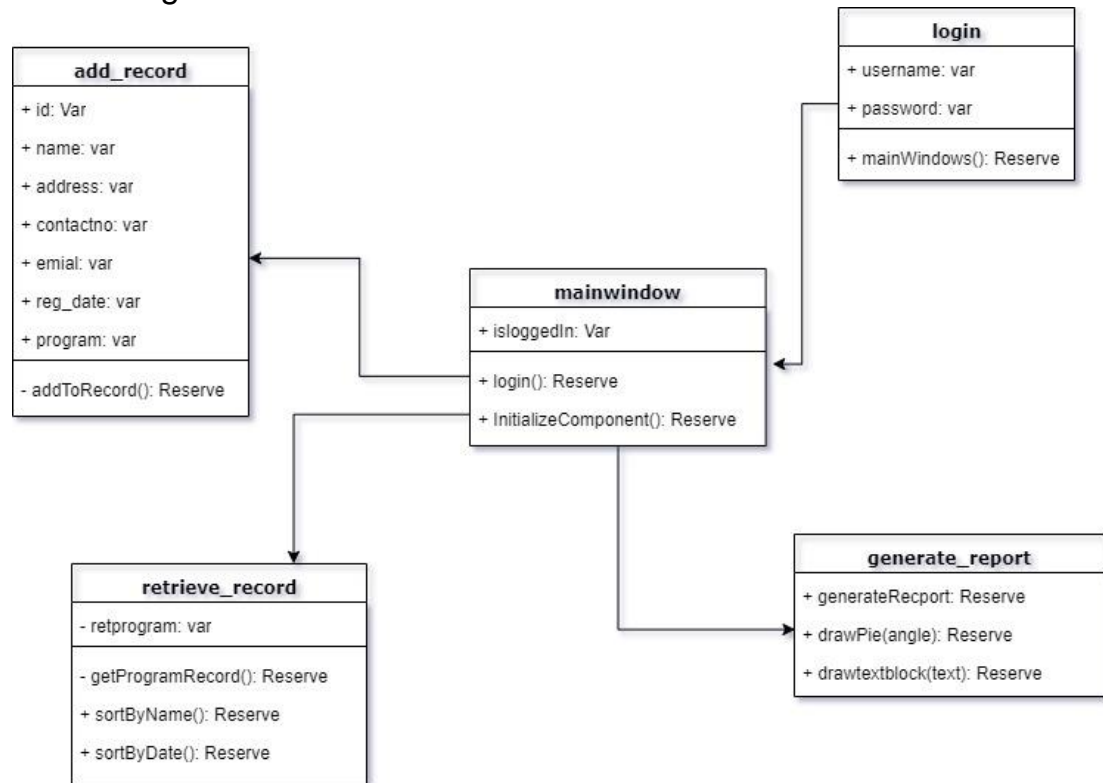 login
+ username: var
+ password: var
+ mainWindows(): Reserve
add_record
+ id: Var
+ name: var
+ address: var
+ contactno: var
+ emial: var
+ reg_date: var
+ program: var
- addToRecord(): Reserve
mainwindow
+ isloggedIn: Var
+ login(): Reserve
+ InitializeComponent(): Reserve
retrieve_record
- retprogram: var
- getProgramRecord(): Reserve
+ sortByName(): Reserve
+ sortByDate(): Reserve
generate_report
+ generateRecport: Reserve
+ drawPie(angle): Reserve
+ drawtextblock(text): Reserve